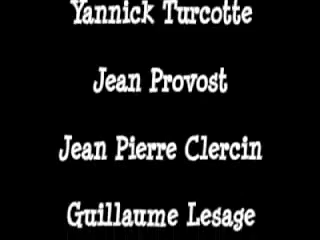 Yannick Turcotte
Jean Provost
Jean Pierre Clercin
Guillaume Lesage